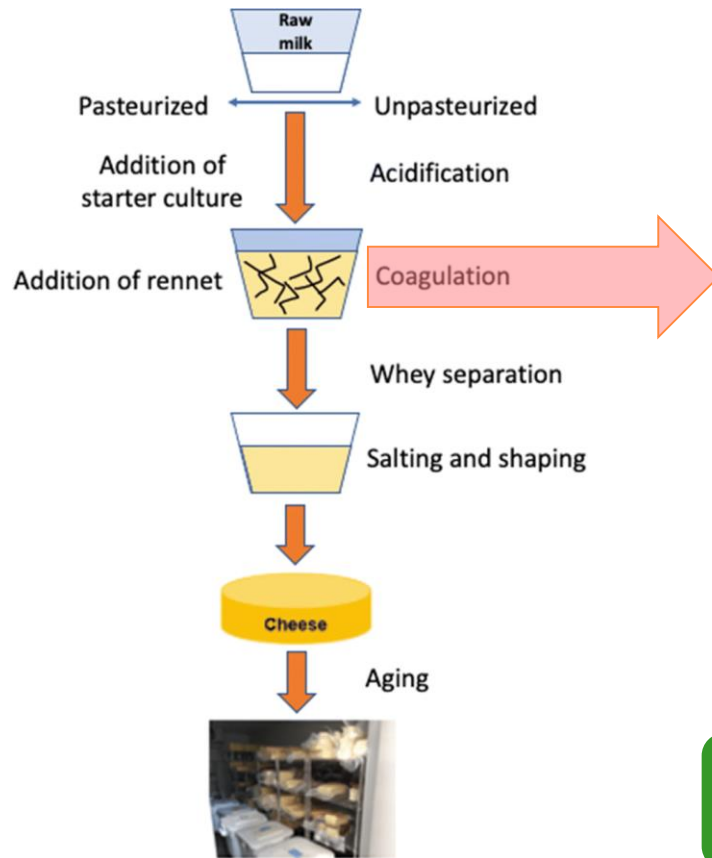 Raw
milk
Pasteurized
Unpasteurized
Addition of
starter culture
Acidification
Addition of rennet
Coagulation
Whey separation
Salting and shaping
Cheese
Aging